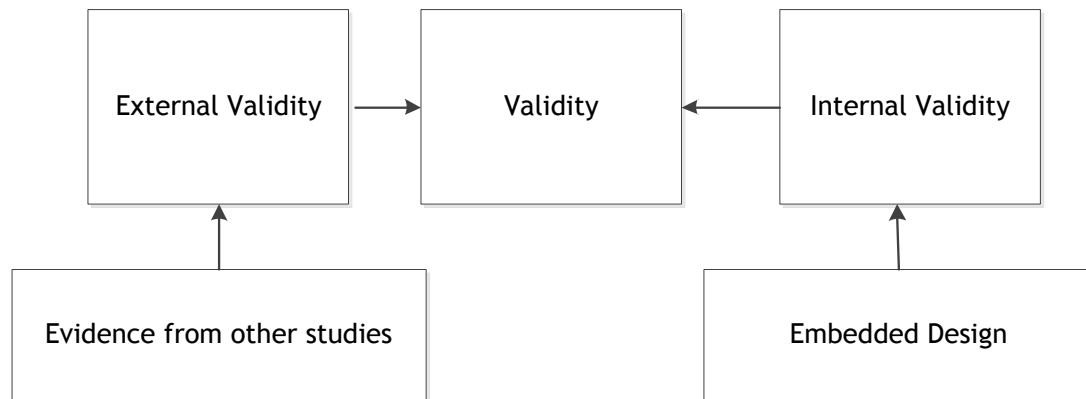 External Validity
Validity
Internal Validity
Evidence from other studies
Embedded Design